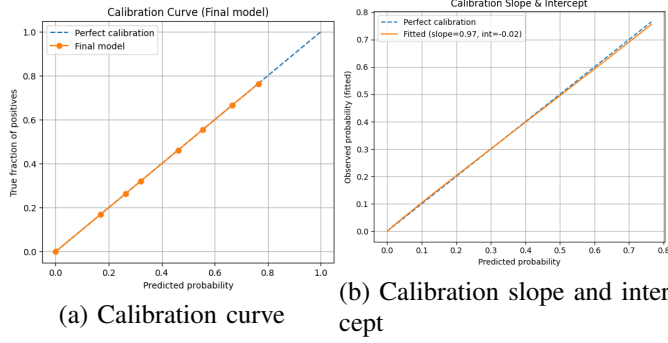 Calibration Curve (Final model)
Perfect calibration
Final model
True fraction of positives
1.0
0.8
0.6
0.4
0.2
0.0
0.0 0.2 0.4 0.6 0.8 1.0
Predicted probability
(a) Calibration curve
Calibration Slope & Intercept
Perfect calibration
Fitted (slope=0.97, int=-0.02)
Observed probability (fitted)
0.8
0.7
0.6
0.5
0.4
0.3
0.2
0.1
0.0
0.0 0.1 0.2 0.3 0.4 0.5 0.6 0.7 0.8
Predicted probability
(b) Calibration slope and inter
cept